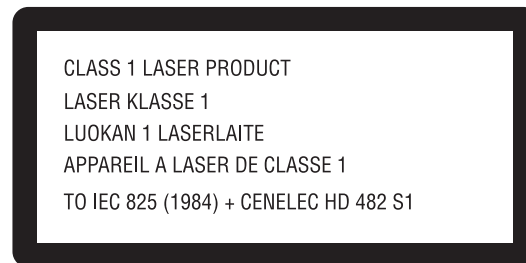 CLASS 1 LASER PRODUCT
LASER KLASSE 1
LUOKAN 1 LASERLAITE
APPAREIL A LASER DE CLASSE 1
TO IEC 825 (1984) + CENELEC HD 482 S1